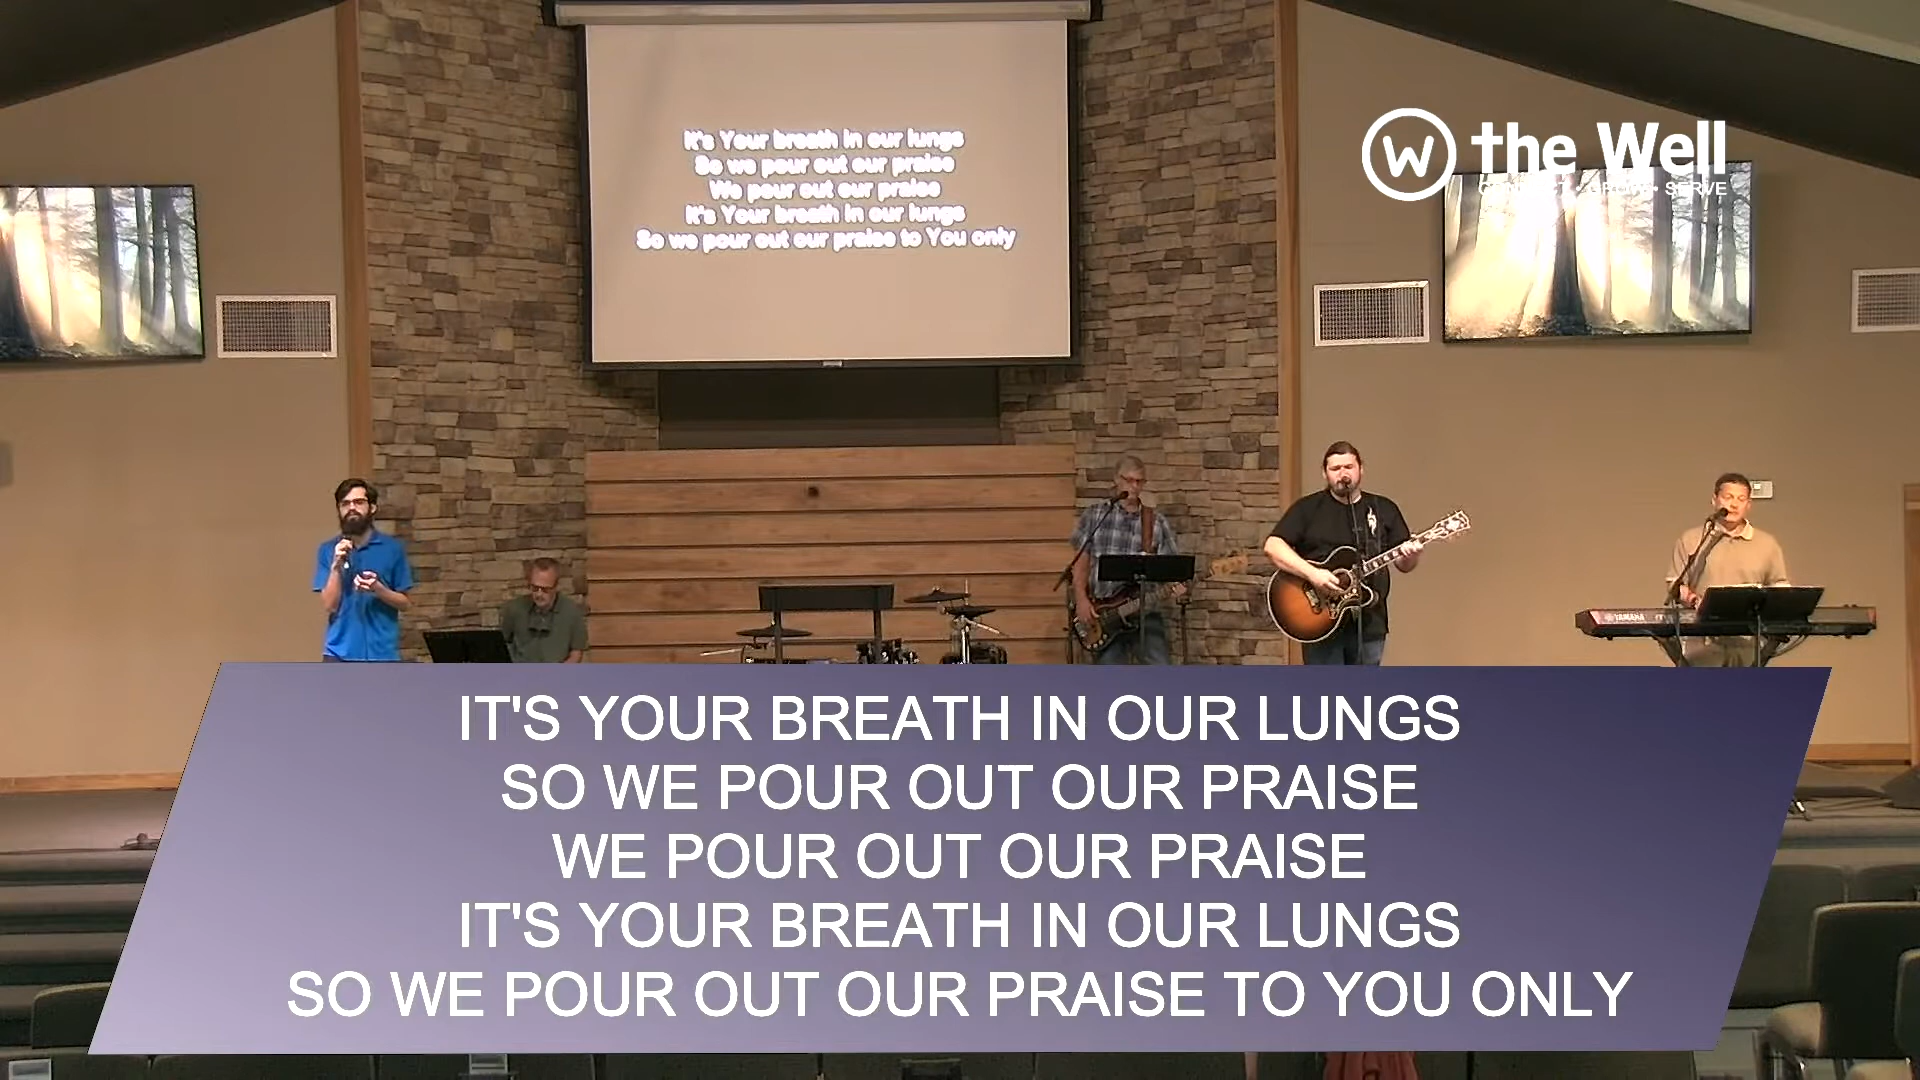 It's Your breath in our lungs
So we pour out our praise
We pour out our praise
It's Your breath in our lungs
So we pour out our praise to You only
W the Well
SERVE
YAMAHA
IT'S YOUR BREATH IN OUR LUNGS
SO WE POUR OUT OUR PRAISE
WE POUR OUT OUR PRAISE
IT'S YOUR BREATH IN OUR LUNGS
SO WE POUR OUT OUR PRAISE TO YOU ONLY